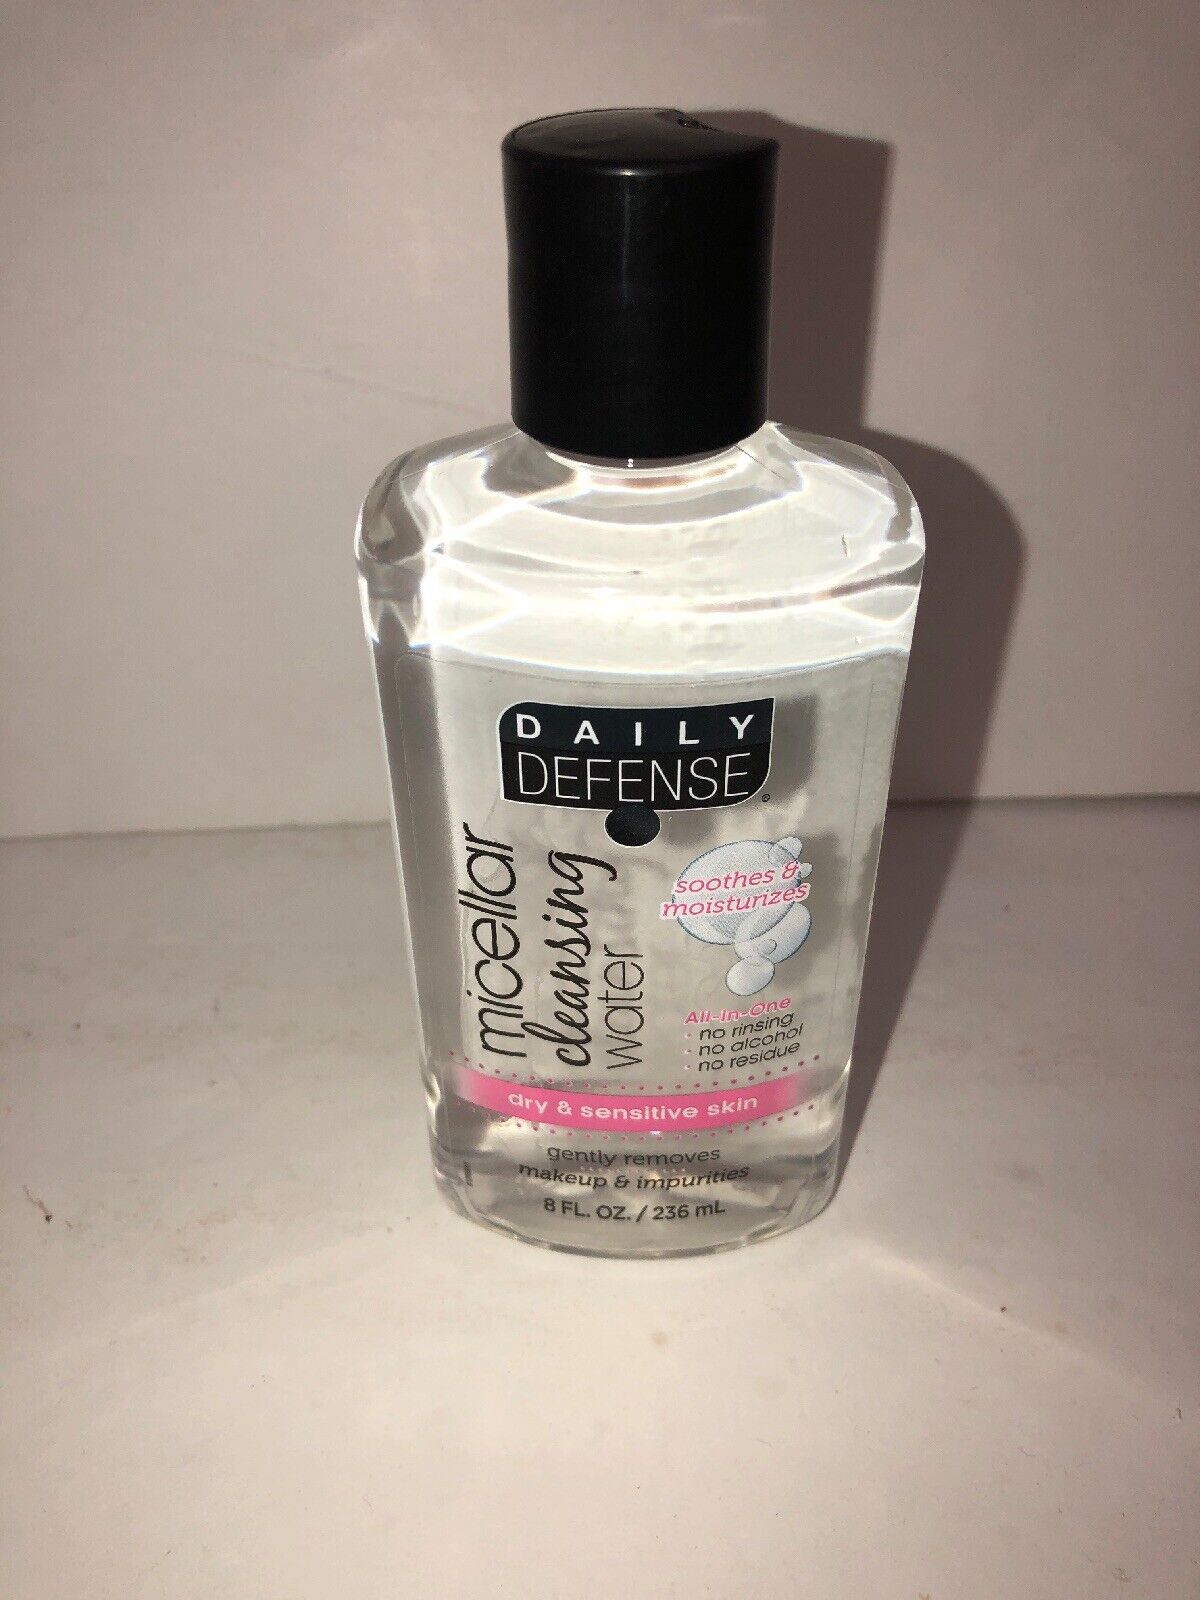 DAILY
DEFENSE®
micellar
cleansing
water
soothes &
moisturizes
All-In-One
• no rinsing
• no alcohol
• no residue
dry & sensitive skin
gently removes
makeup & impurities
8 FL. OZ. / 236 mL